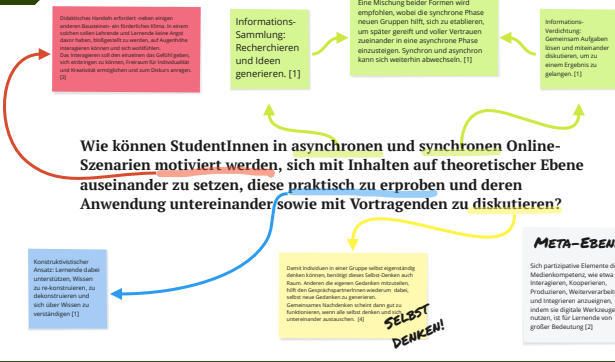 Didaktisches Handeln erfordert -neben einigen
anderen Bausteinen- ein förderliches Klima. In einem
solchen sollen Lehrende und Lernende keine Angst
davor haben, bloßgestellt zu werden, auf Augenhöhe
interagieren können und sich wohlfühlen.
Das Interagieren soll den einzelnen das Gefühl geben,
sich einbringen zu können, Freiraum für Individualität
und Kreativität ermöglichen und zum Diskurs anregen.
[3]
Informations-
Sammlung:
Recherchieren
und Ideen
generieren. [1]
Eine Mischung beider Formen wird
empfohlen, wobei die synchrone Phase
neuen Gruppen hilft, sich zu etablieren,
um später gereift und voller Vertrauen
zueinander in eine asynchrone Phase
einzusteigen. Synchron und asynchron
kann sich weiterhin abwechseln. [1]
Informations-
Verdichtung:
Gemeinsam Aufgaben
lösen und miteinander
diskutieren, um zu
einem Ergebnis zu
gelangen. [1]
Wie können StudentInnen in asynchronen und synchronen Online-
Szenarien motiviert werden, sich mit Inhalten auf theoretischer Ebene
auseinander zu setzen, diese praktisch zu erproben und deren
Anwendung untereinander sowie mit Vortragenden zu diskutieren?
Konstruktivistischer
Ansatz: Lernende dabei
unterstützen, Wissen
zu re-konstruieren, zu
dekonstruieren und
sich über Wissen zu
verständigen [1]
Damit Individuen in einer Gruppe selbst eigenständig
denken können, benötigt dieses Selbst-Denken auch
Raum. Anderen die eigenen Gedanken mitzuteilen,
hilft den GesprächspartnerInnen wiederum dabei,
selbst neue Gedanken zu generieren.
Gemeinsames Nachdenken scheint dann gut zu
funktionieren, wenn alle selbst denken und sich
untereinander austauschen. [4]
SELBST
DENKEN!
META-EBENE
Sich partizipative Elemente der
Medienkompetenz, wie etwa
Interagieren, Kooperieren,
Produzieren, Weiterverarbeiten
und Integrieren anzueignen,
indem sie digitale Werkzeuge
nutzen, ist für Lernende von
großer Bedeutung [2]